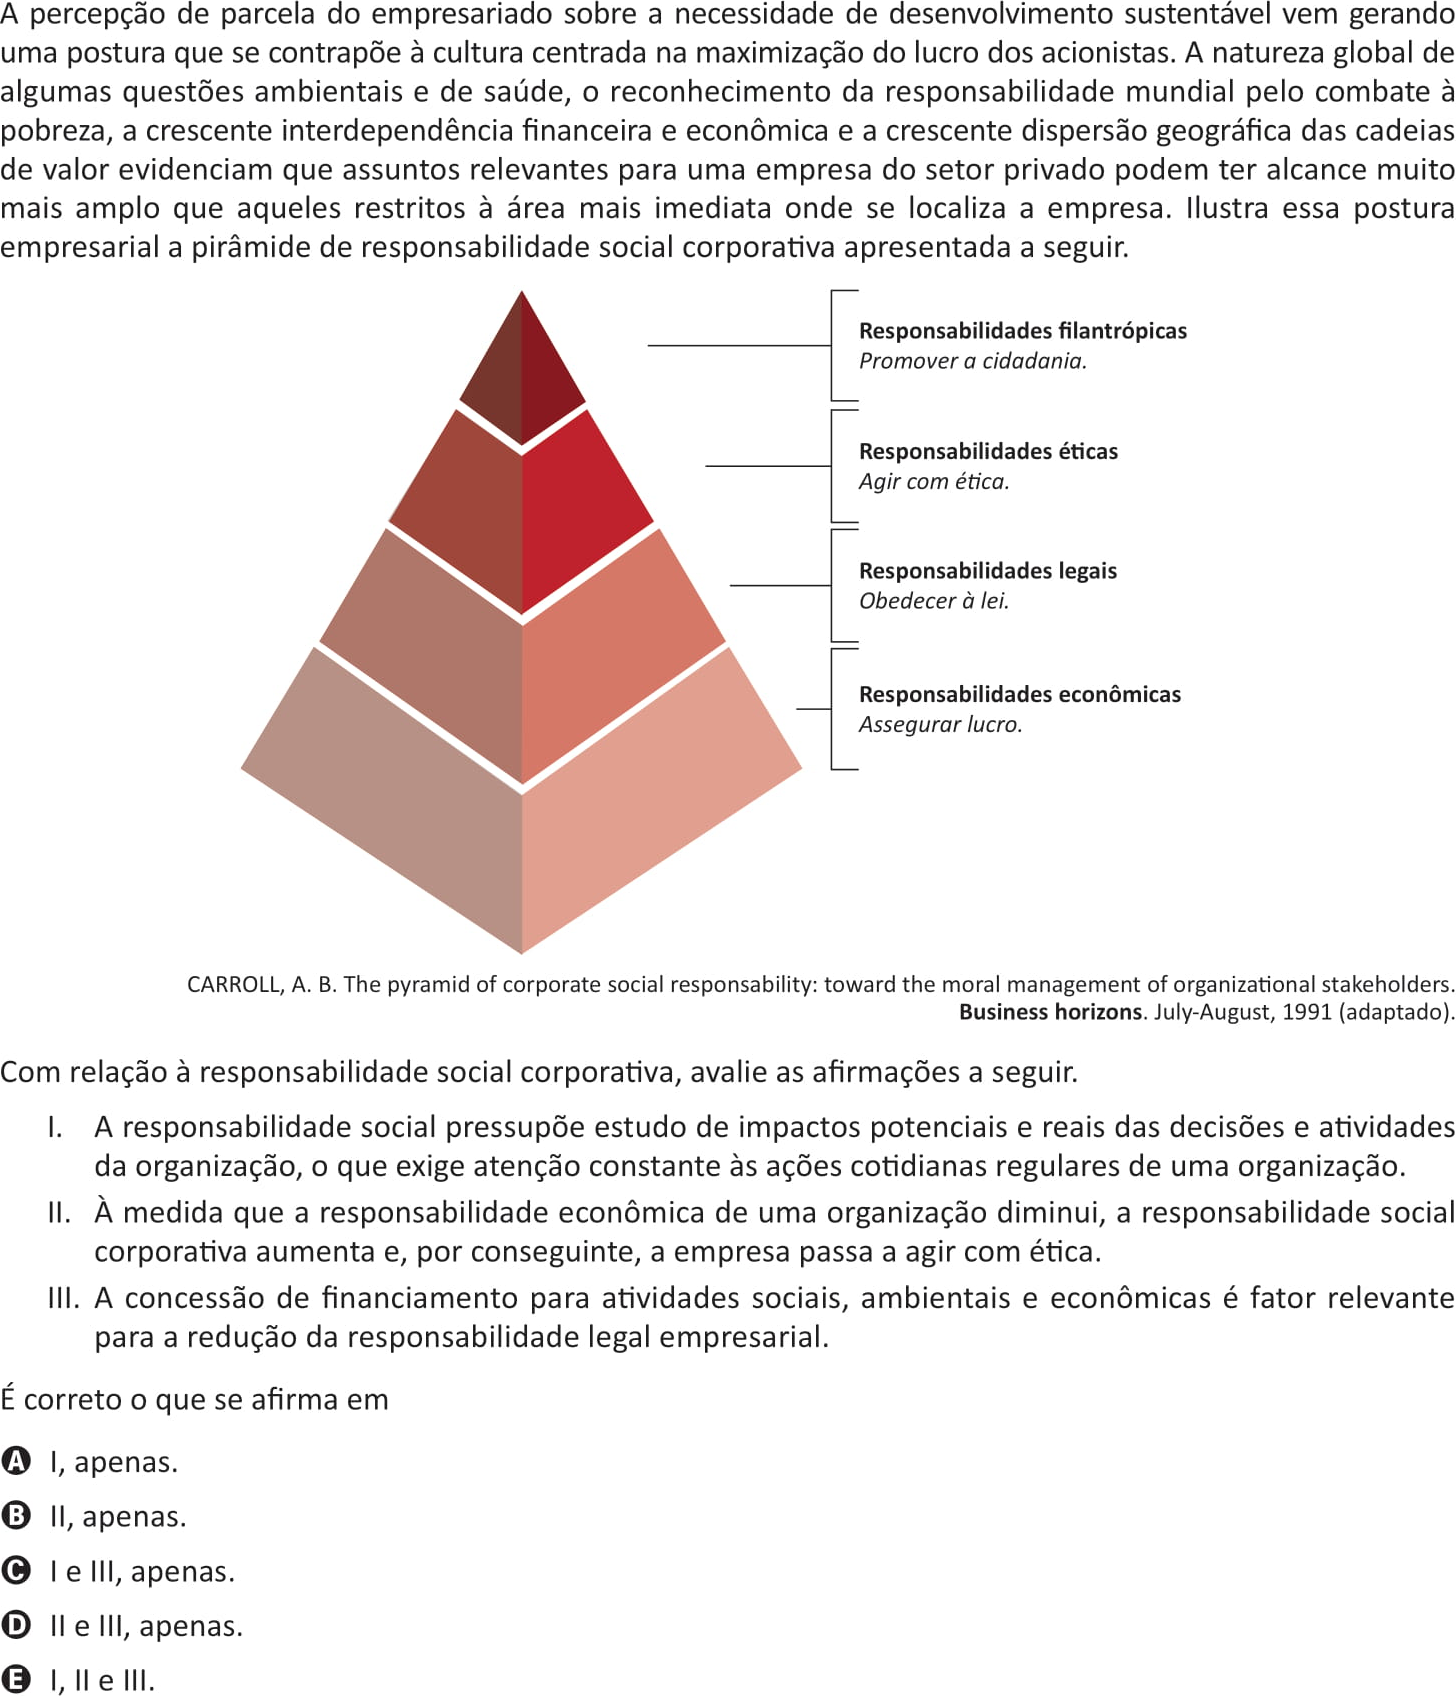 A percepção de parcela do empresariado sobre a necessidade de desenvolvimento sustentável vem gerando
uma postura que se contrapõe à cultura centrada na maximização do lucro dos acionistas. A natureza global de
algumas questões ambientais e de saúde, o reconhecimento da responsabilidade mundial pelo combate à
pobreza, a crescente interdependência financeira e econômica e a crescente dispersão geográfica das cadeias
de valor evidenciam que assuntos relevantes para uma empresa do setor privado podem ter alcance muito
mais amplo que aqueles restritos à área mais imediata onde se localiza a empresa. Ilustra essa postura
empresarial a pirâmide de responsabilidade social corporativa apresentada a seguir.
Responsabilidades filantrópicas
Promover a cidadania.
Responsabilidades éticas
Agir com ética.
Responsabilidades legais
Obedecer à lei.
Responsabilidades econômicas
Assegurar lucro.
CARROLL, A. B. The pyramid of corporate social responsability: toward the moral management of organizational stakeholders.
Business horizons. July-August, 1991 (adaptado).
Com relação à responsabilidade social corporativa, avalie as afirmações a seguir.
I. A responsabilidade social pressupõe estudo de impactos potenciais e reais das decisões e atividades
da organização, o que exige atenção constante às ações cotidianas regulares de uma organização.
II. À medida que a responsabilidade econômica de uma organização diminui, a responsabilidade social
corporativa aumenta e, por conseguinte, a empresa passa a agir com ética.
III. A concessão de financiamento para atividades sociais, ambientais e econômicas é fator relevante
para a redução da responsabilidade legal empresarial.
É correto o que se afirma em
A I, apenas.
B II, apenas.
C I e III, apenas.
D II e III, apenas.
E I, II e III.